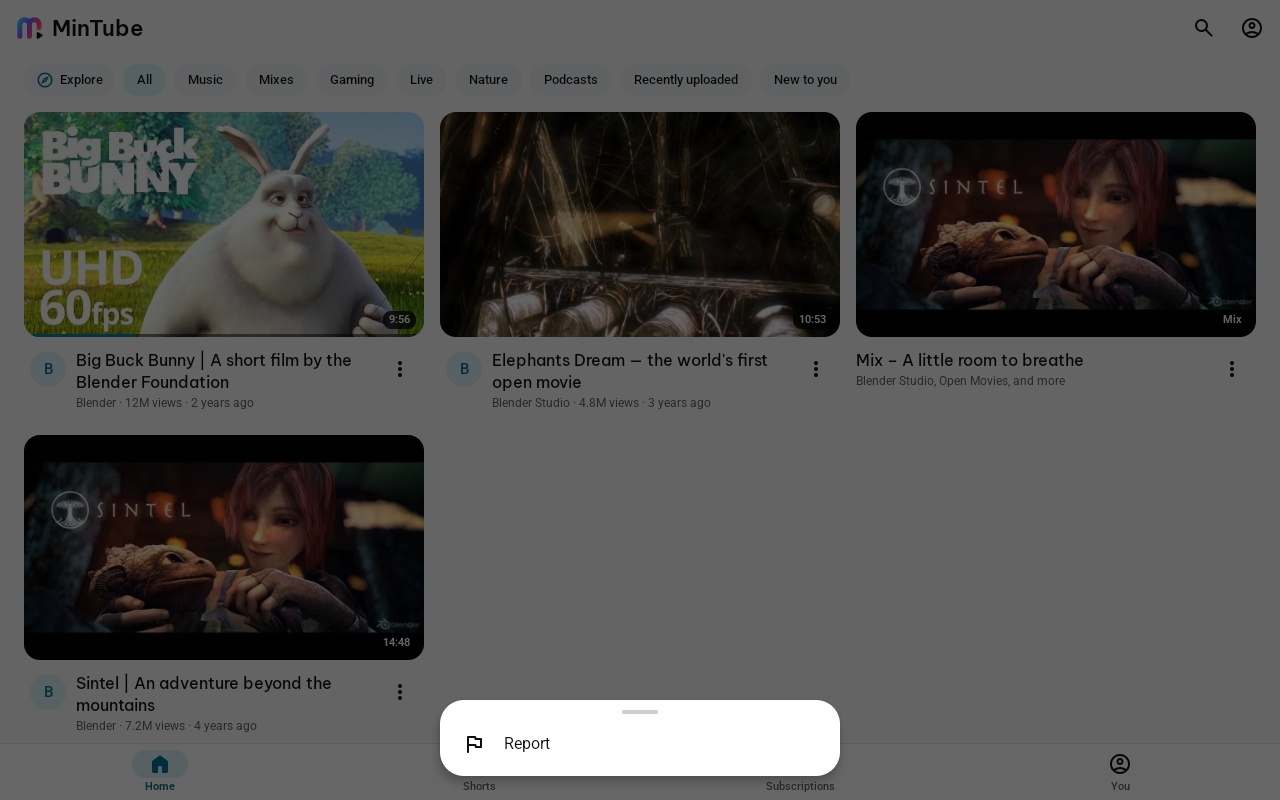 MinTube
Explore
All
Music
Mixes
Gaming
Live
Nature
Podcasts
Recently uploaded
New to you
Big Buck
BUNNY
UHD
60fps
9:56
10:53
SINTEL
blender
Mix
B
Big Buck Bunny | A short film by the
Blender Foundation
Blender · 12M views · 2 years ago
B
Elephants Dream — the world's first
open movie
Blender Studio · 4.8M views · 3 years ago
Mix – A little room to breathe
Blender Studio, Open Movies, and more
SINTEL
blender
14:48
B
Sintel | An adventure beyond the
mountains
Blender · 7.2M views · 4 years ago
Report
Home
Shorts
Subscriptions
You